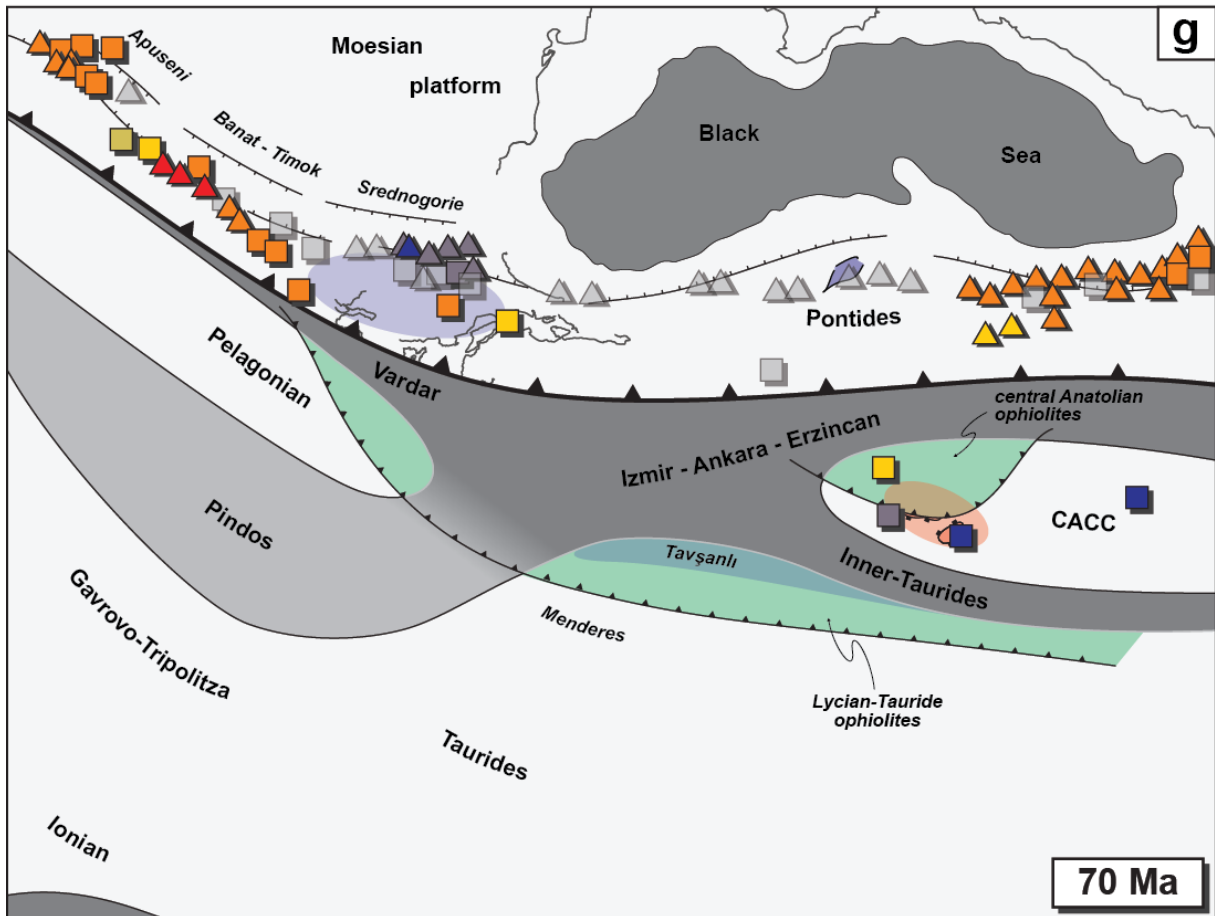 g
Apuseni
Moesian
platform
Banat - Timok
Srednogorie
Black
Sea
Pontides
Pelagonian
Vardar
central Anatolian
ophiolites
Izmir - Ankara - Erzincan
CACC
Pindos
Tavşanlı
Inner-Taurides
Gavrovo-Tripolitza
Menderes
Lycian-Tauride
ophiolites
Taurides
Ionian
70 Ma